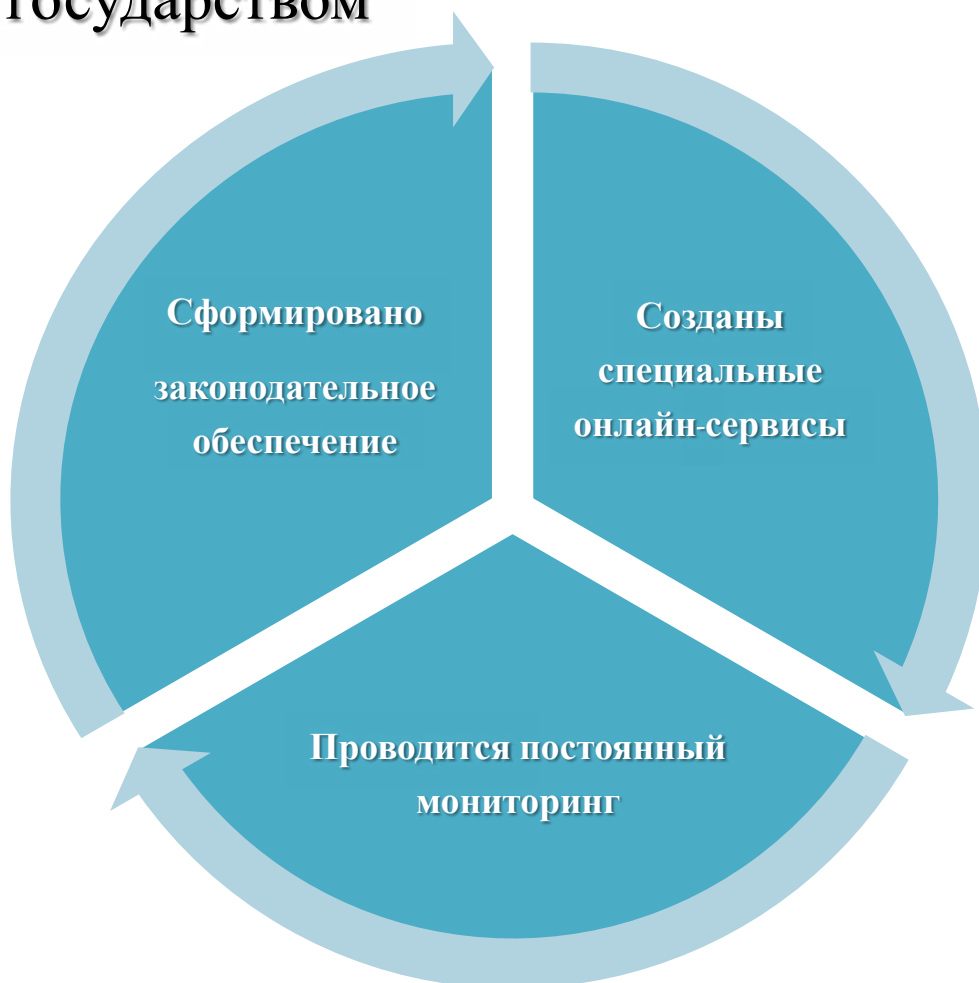 государством
Сформировано
законодательное
обеспечение
Созданы
специальные
онлайн-сервисы
Проводится постоянный
мониторинг